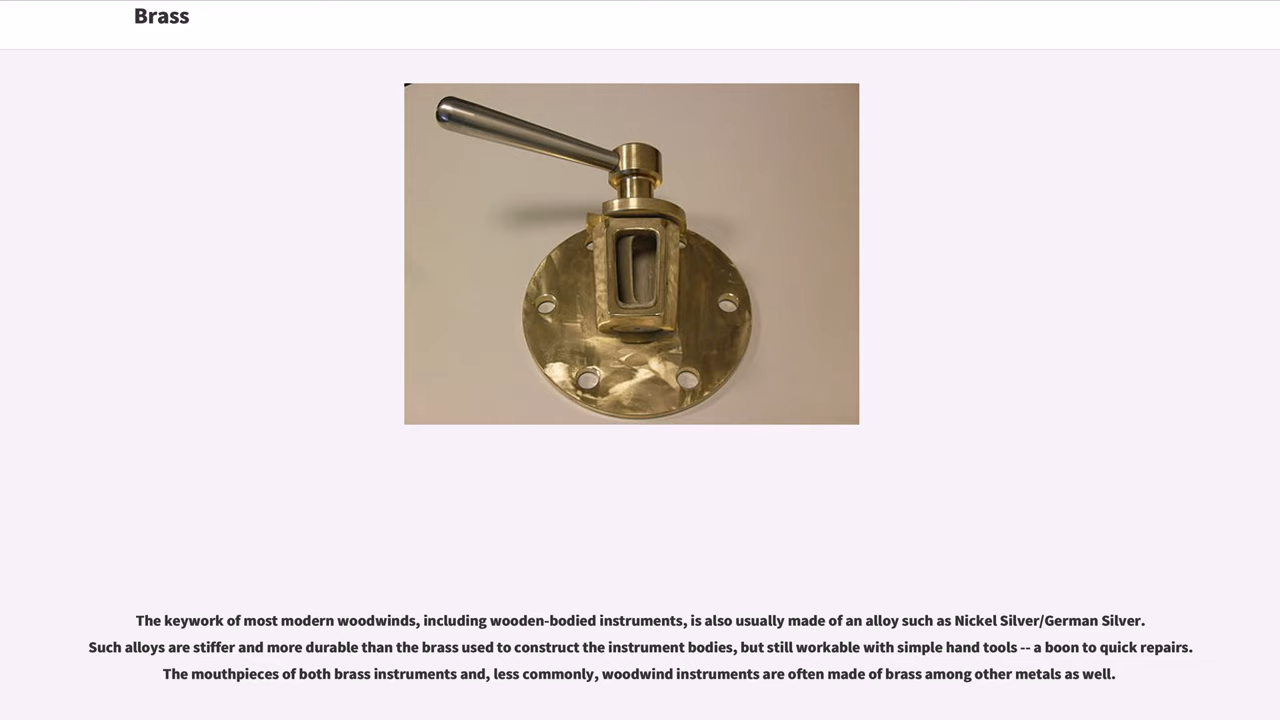 Brass
The keywork of most modern woodwinds, including wooden-bodied instruments, is also usually made of an alloy such as Nickel Silver/German Silver.
Such alloys are stiffer and more durable than the brass used to construct the instrument bodies, but still workable with simple hand tools -- a boon to quick repairs.
The mouthpieces of both brass instruments and, less commonly, woodwind instruments are often made of brass among other metals as well.